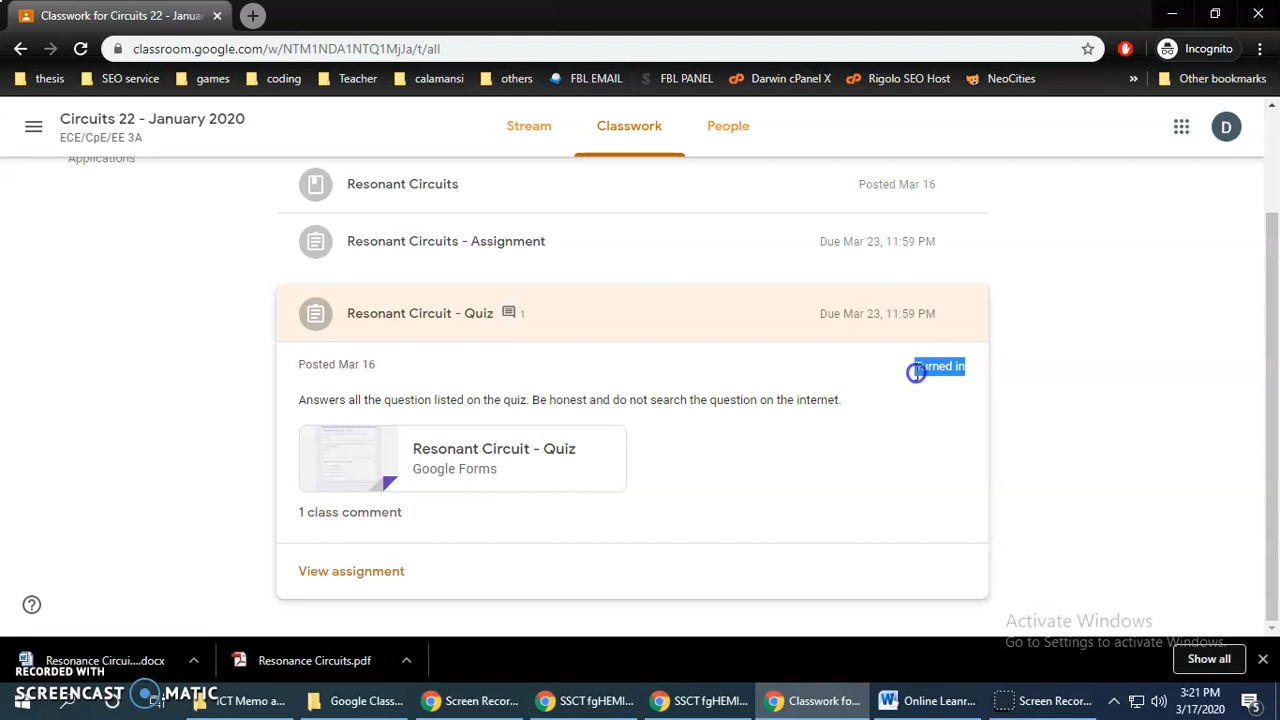 Classwork for Circuits 22 - Janua
classroom.google.com/w/NTM1NDA1NTQ1MjJa/t/all
Incognito
thesis
SEO service
games
coding
Teacher
calamansi
others
FBL EMAIL
FBL PANEL
Darwin cPanel X
Rigolo SEO Host
NeoCities
»
Other bookmarks
Circuits 22 - January 2020
ECE/CpE/EE 3A
Stream
Classwork
People
D
Applications
Resonant Circuits
Posted Mar 16
Resonant Circuits - Assignment
Due Mar 23, 11:59 PM
Resonant Circuit - Quiz
1
Due Mar 23, 11:59 PM
Posted Mar 16
Turned in
Answers all the question listed on the quiz. Be honest and do not search the question on the internet.
Resonant Circuit - Quiz
Google Forms
1 class comment
View assignment
Activate Windows
Go to Settings to activate Windows.
Resonance Circui....docx
Resonance Circuits.pdf
Show all
RECORDED WITH
SCREENCAST MATIC
ICT Memo a...
Google Class...
Screen Recor...
SSCT fgHEMI...
SSCT fgHEMI...
Classwork fo...
Online Leanr...
Screen Recor...
3:21 PM
3/17/2020
5